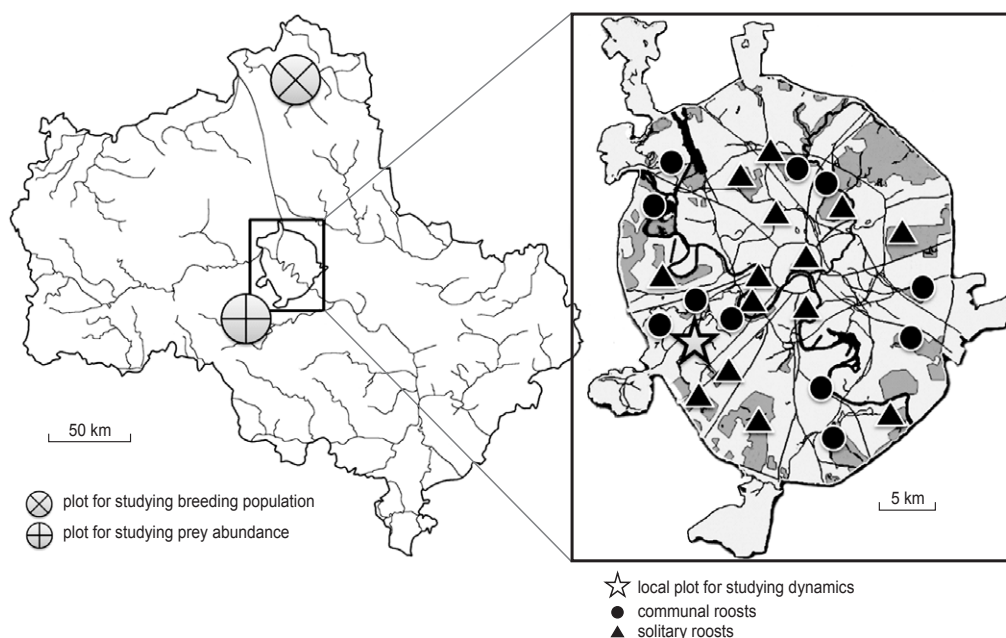 50 km
plot for studying breeding population
plot for studying prey abundance
5 km
local plot for studying dynamics
communal roosts
solitary roosts